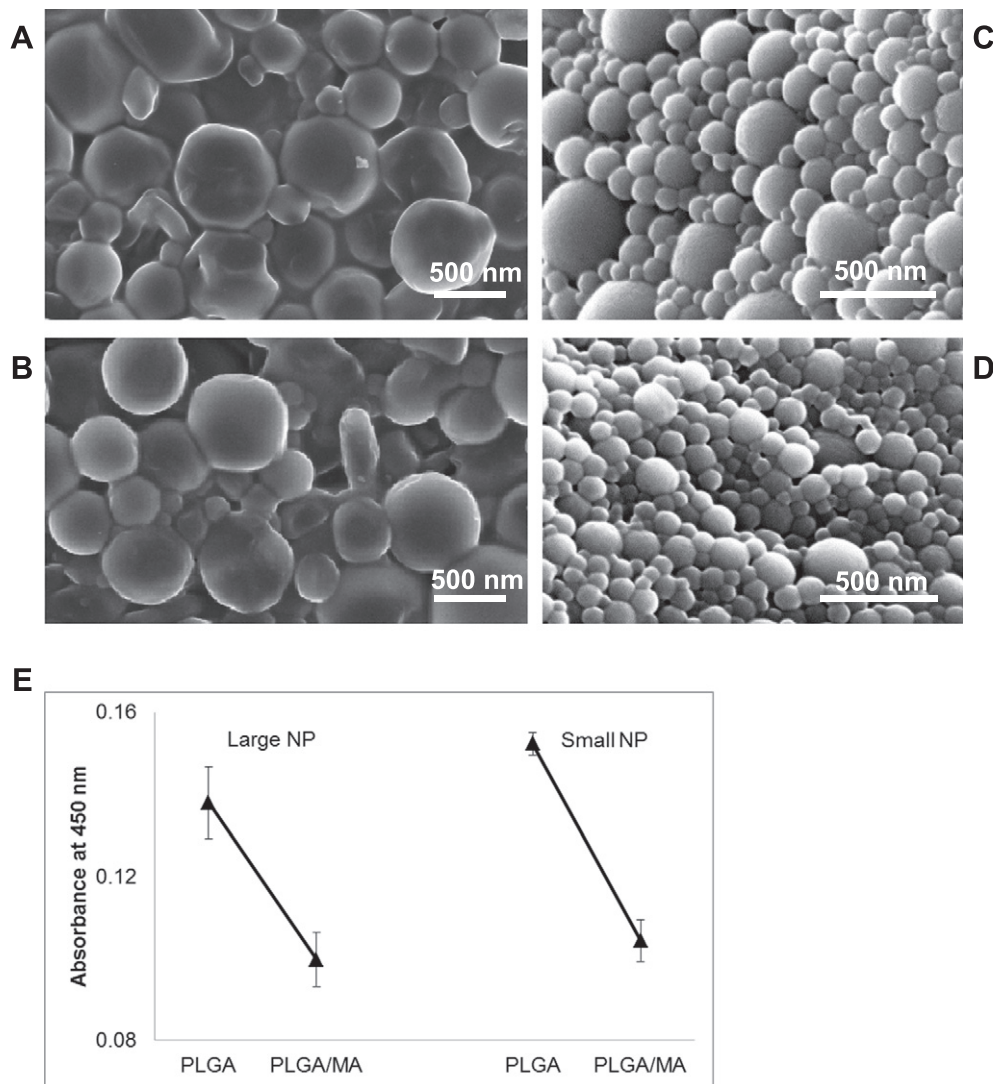 A
C
500 nm
500 nm
B
D
500 nm
500 nm
E
0.16
Large NP
Small NP
Absorbance at 450 nm
0.12
0.08
PLGA
PLGA/MA
PLGA
PLGA/MA